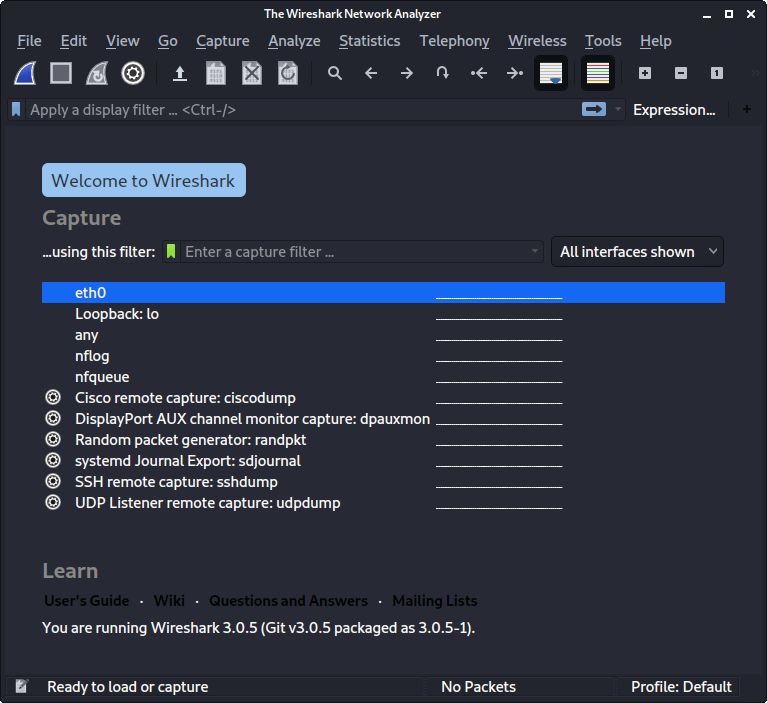 The Wireshark Network Analyzer
File Edit View Go Capture Analyze Statistics Telephony Wireless Tools Help
1
Apply a display filter ... <Ctrl-/> Expression... +
Welcome to Wireshark
Capture
...using this filter: Enter a capture filter ... All interfaces shown
eth0
Loopback: lo
any
nflog
nfqueue
Cisco remote capture: ciscodump
DisplayPort AUX channel monitor capture: dpauxmon
Random packet generator: randpkt
systemd Journal Export: sdjournal
SSH remote capture: sshdump
UDP Listener remote capture: udpdump
Learn
User's Guide · Wiki · Questions and Answers · Mailing Lists
You are running Wireshark 3.0.5 (Git v3.0.5 packaged as 3.0.5-1).
Ready to load or capture No Packets Profile: Default